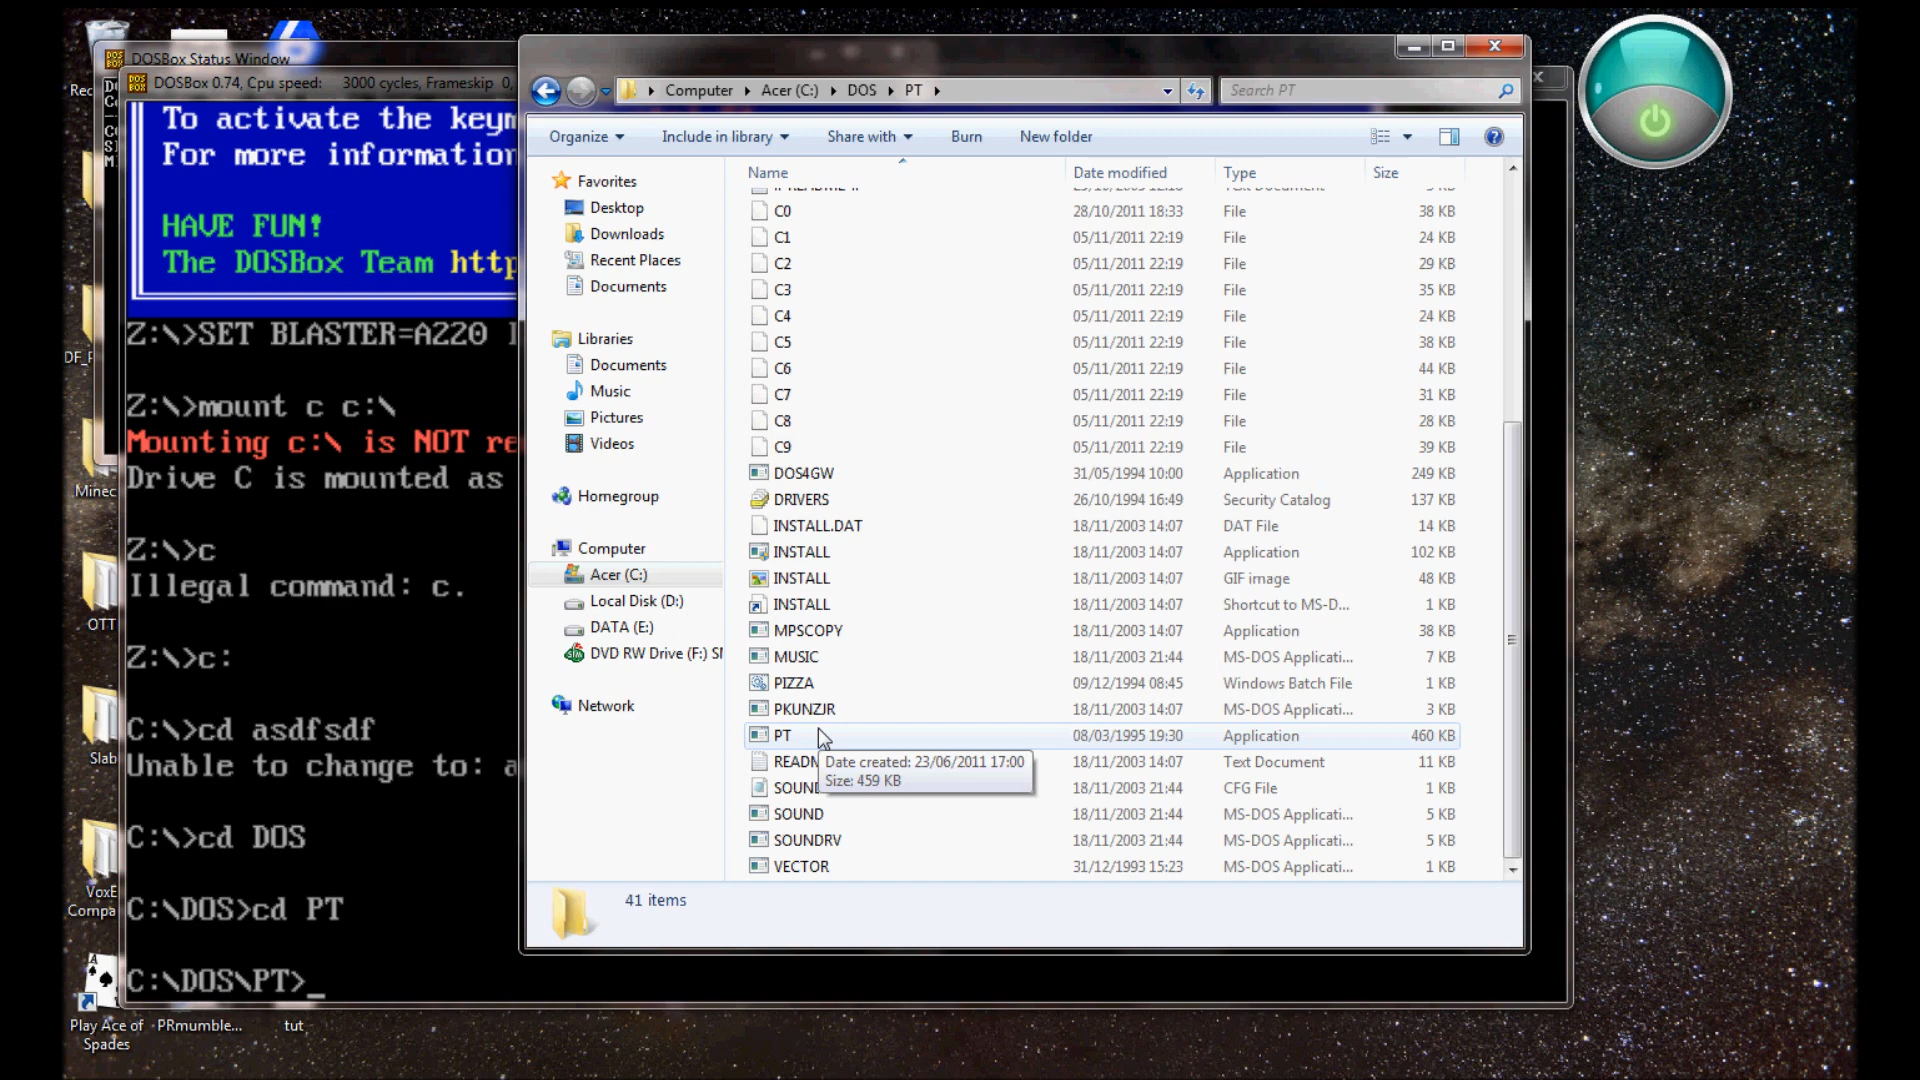 DOSBox Status Window
DOSBox 0.74, Cpu speed: 3000 cycles, Frameskip 0,
To activate the keym
For more information
HAVE FUN!
The DOSBox Team http
Z:\>SET BLASTER=A220
Z:\>mount c c:\
Mounting c:\ is NOT re
Drive C is mounted as
Z:\>c
Illegal command: c.
Z:\>c:
C:\>cd asdfsdf
Unable to change to: a
C:\>cd DOS
C:\DOS>cd PT
C:\DOS\PT>_
Rec
DF_F
Minec
OTT
Slab
VoxE
Compa
Play Ace of
Spades
PRmumble...
tut
Computer
Acer (C:)
DOS
PT
Search PT
Organize
Include in library
Share with
Burn
New folder
Favorites
Desktop
Downloads
Recent Places
Documents
Libraries
Documents
Music
Pictures
Videos
Homegroup
Computer
Acer (C:)
Local Disk (D:)
DATA (E:)
DVD RW Drive (F:) SI
Network
Name Date modified Type Size
C0 28/10/2011 18:33 File 38 KB
C1 05/11/2011 22:19 File 24 KB
C2 05/11/2011 22:19 File 29 KB
C3 05/11/2011 22:19 File 35 KB
C4 05/11/2011 22:19 File 24 KB
C5 05/11/2011 22:19 File 38 KB
C6 05/11/2011 22:19 File 44 KB
C7 05/11/2011 22:19 File 31 KB
C8 05/11/2011 22:19 File 28 KB
C9 05/11/2011 22:19 File 39 KB
DOS4GW 31/05/1994 10:00 Application 249 KB
DRIVERS 26/10/1994 16:49 Security Catalog 137 KB
INSTALL.DAT 18/11/2003 14:07 DAT File 14 KB
INSTALL 18/11/2003 14:07 Application 102 KB
INSTALL 18/11/2003 14:07 GIF image 48 KB
INSTALL 18/11/2003 14:07 Shortcut to MS-D... 1 KB
MPSCOPY 18/11/2003 14:07 Application 38 KB
MUSIC 18/11/2003 21:44 MS-DOS Applicati... 7 KB
PIZZA 09/12/1994 08:45 Windows Batch File 1 KB
PKUNZJR 18/11/2003 14:07 MS-DOS Applicati... 3 KB
PT 08/03/1995 19:30 Application 460 KB
READM 18/11/2003 14:07 Text Document 11 KB
SOUND 18/11/2003 21:44 CFG File 1 KB
SOUND 18/11/2003 21:44 MS-DOS Applicati... 5 KB
SOUNDRV 18/11/2003 21:44 MS-DOS Applicati... 5 KB
VECTOR 31/12/1993 15:23 MS-DOS Applicati... 1 KB
Date created: 23/06/2011 17:00
Size: 459 KB
41 items